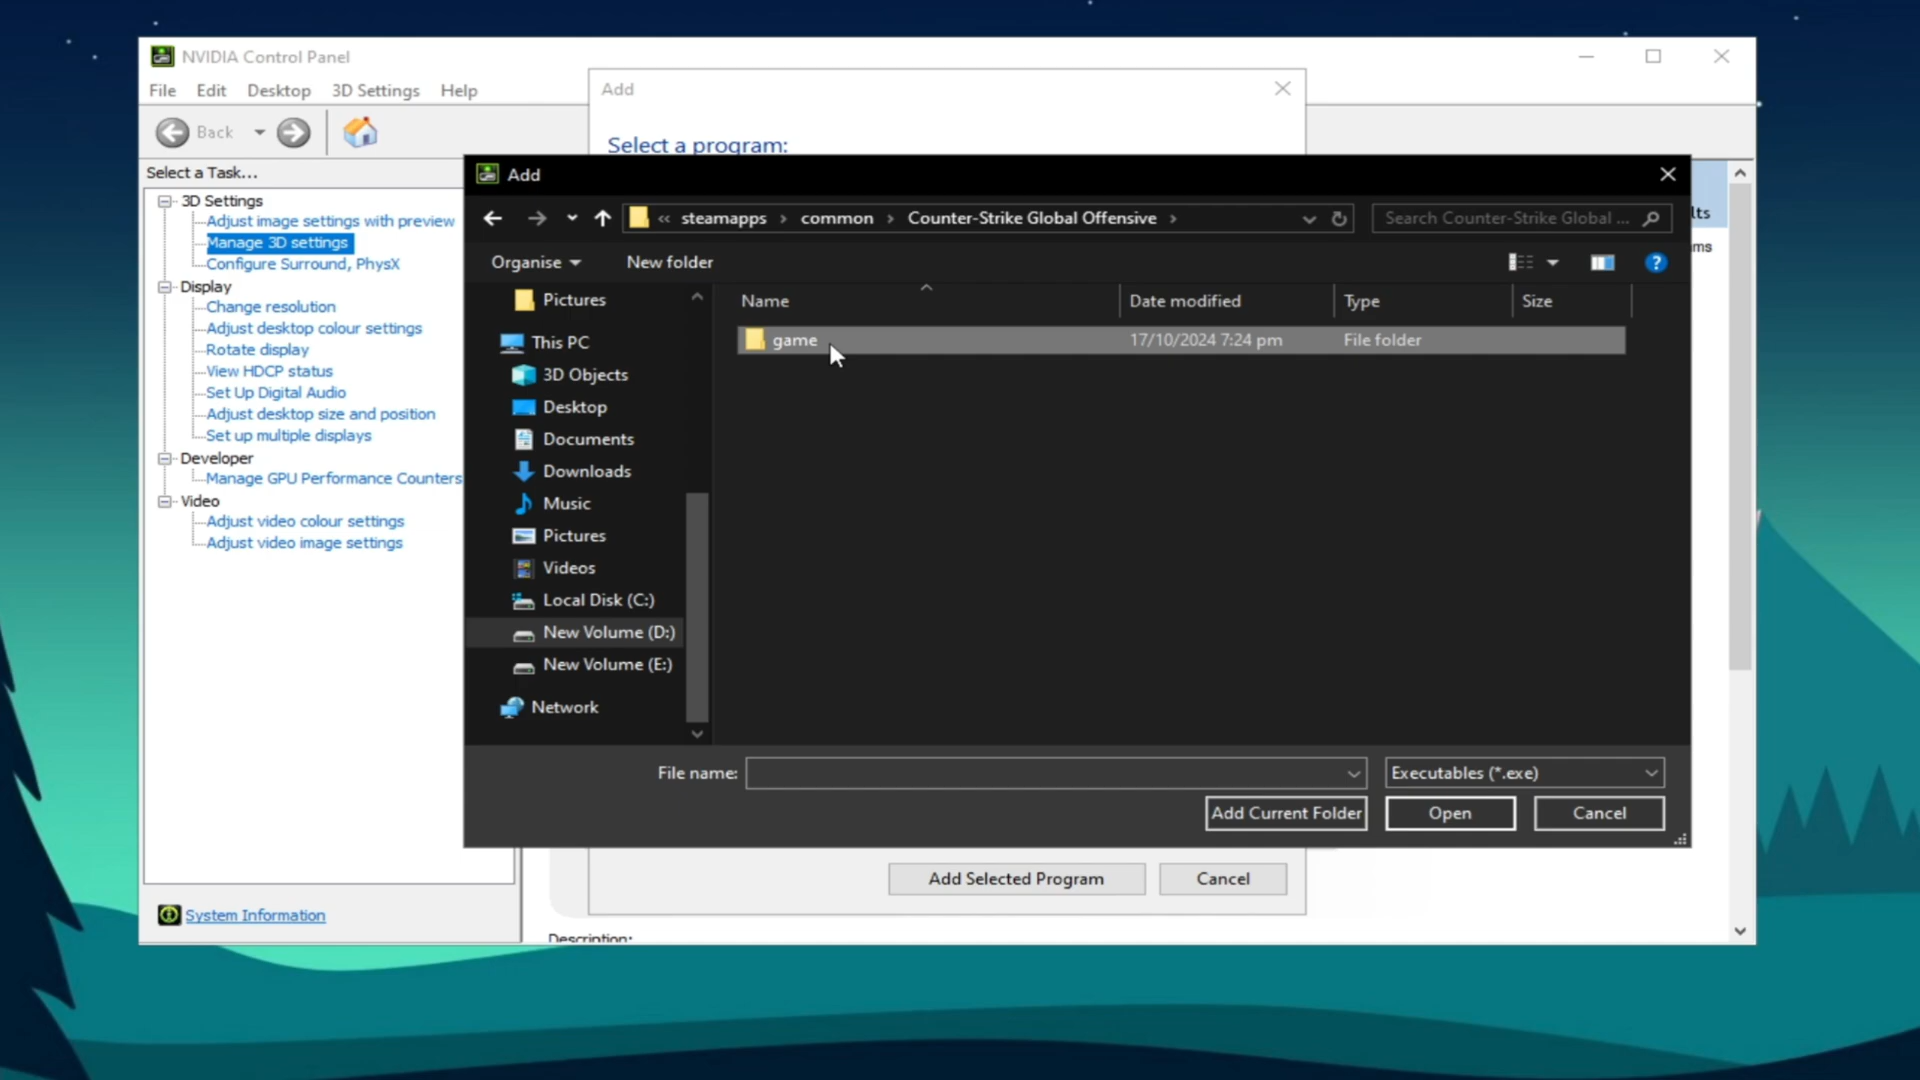 NVIDIA Control Panel
File Edit Desktop 3D Settings Help
Back
Select a Task...
3D Settings
Adjust image settings with preview
Manage 3D settings
Configure Surround, PhysX
Display
Change resolution
Adjust desktop colour settings
Rotate display
View HDCP status
Set Up Digital Audio
Adjust desktop size and position
Set up multiple displays
Developer
Manage GPU Performance Counters
Video
Adjust video colour settings
Adjust video image settings
System Information
Add
Select a program:
Add
« steamapps › common › Counter-Strike Global Offensive ›
Search Counter-Strike Global ...
Organise New folder
?
Pictures
This PC
3D Objects
Desktop
Documents
Downloads
Music
Pictures
Videos
Local Disk (C:)
New Volume (D:)
New Volume (E:)
Network
Name Date modified Type Size
game 17/10/2024 7:24 pm File folder
File name:
Executables (*.exe)
Add Current Folder Open Cancel
Add Selected Program Cancel
Description:
lts
ms